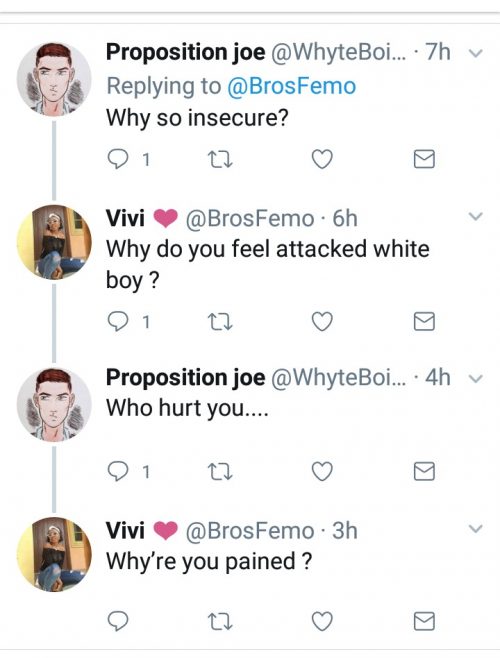 Proposition joe @WhyteBoi... · 7h
Replying to @BrosFemo
Why so insecure?
1
Vivi @BrosFemo · 6h
Why do you feel attacked white
boy ?
1
Proposition joe @WhyteBoi... · 4h
Who hurt you....
1
Vivi @BrosFemo · 3h
Why're you pained ?